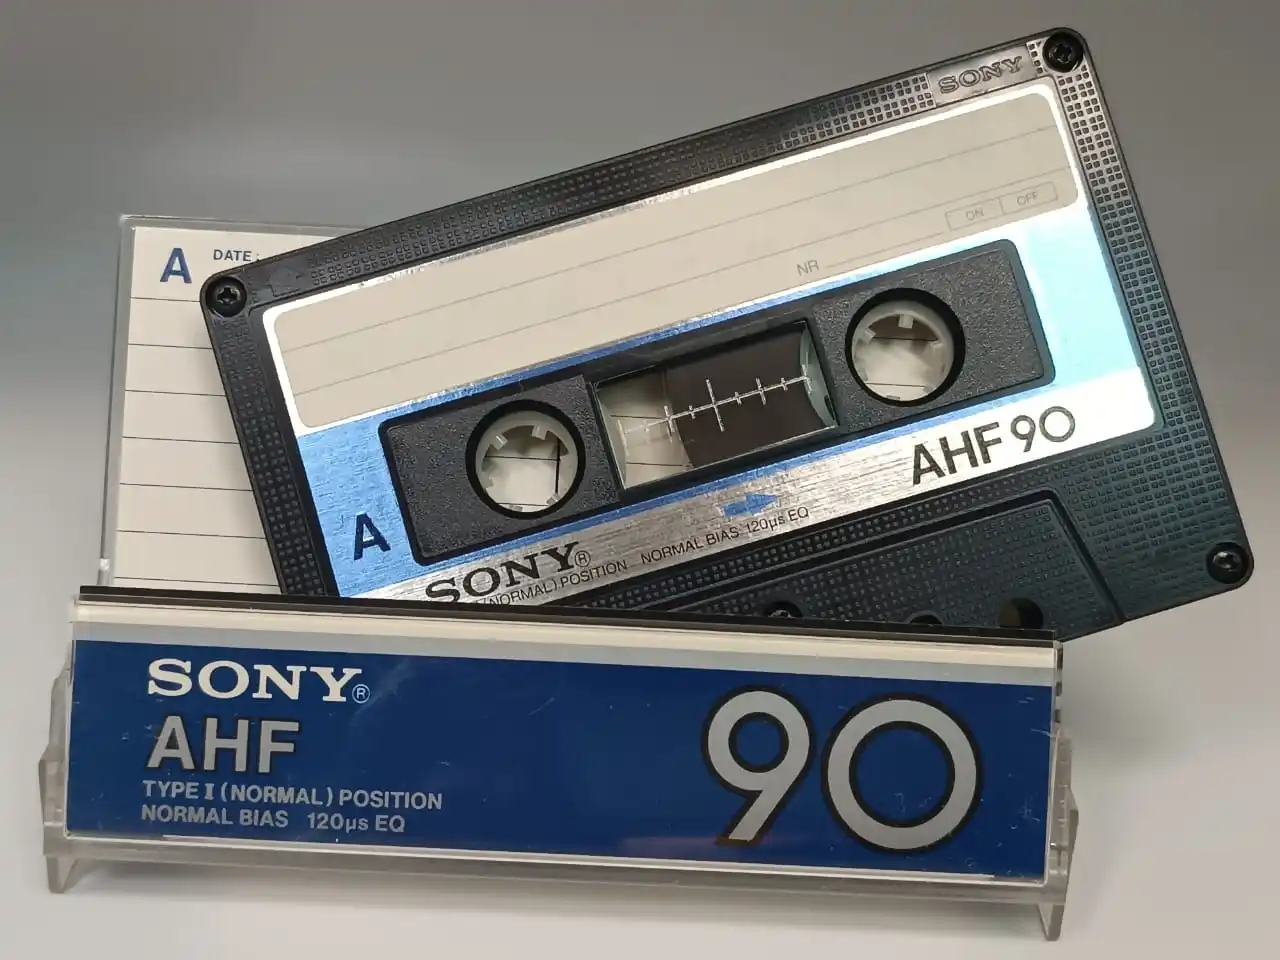 SONY
ON OFF
NR
A DATE:
AHF 90
A
SONY®
(NORMAL) POSITION NORMAL BIAS 120µs EQ
SONY®
AHF
TYPE I (NORMAL) POSITION
NORMAL BIAS 120µs EQ
90